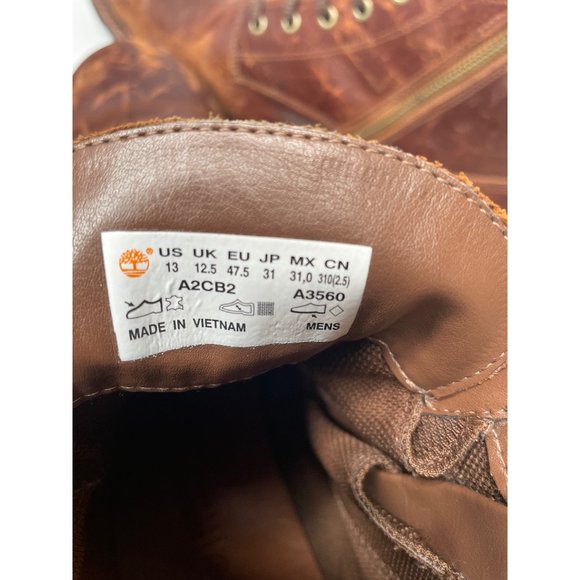 ® US UK EU JP MX CN
13 12.5 47.5 31 31,0 310(2.5)
A2CB2 A3560
MADE IN VIETNAM MENS